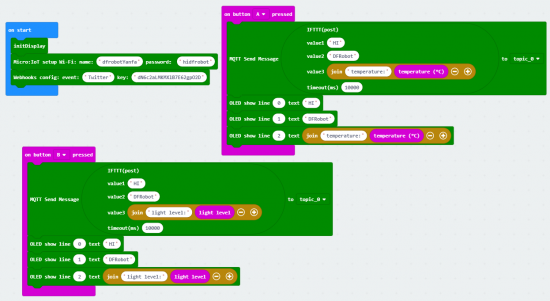 on start
initDisplay
Micro:IoT setup Wi-Fi: name: "dfrobotYanfa" password: "hidfrobot"
Webhooks config: event: "Twitter" key:
on button A ▾ pressed
IFTTT(post)
value1 "HI"
value2 "DFRobot"
MQTT Send Message value3 join "temperature:" temperature (°C) to topic_0 ▾
timeout(ms) 10000
OLED show line 0 text "HI"
OLED show line 1 text "DFRobot"
OLED show line 2 text join "temperature:" temperature (°C)
on button B ▾ pressed
IFTTT(post)
value1 "HI"
value2 "DFRobot"
MQTT Send Message value3 join "light level:" light level to topic_0 ▾
timeout(ms) 10000
OLED show line 0 text "HI"
OLED show line 1 text "DFRobot"
OLED show line 2 text join "light level:" light level